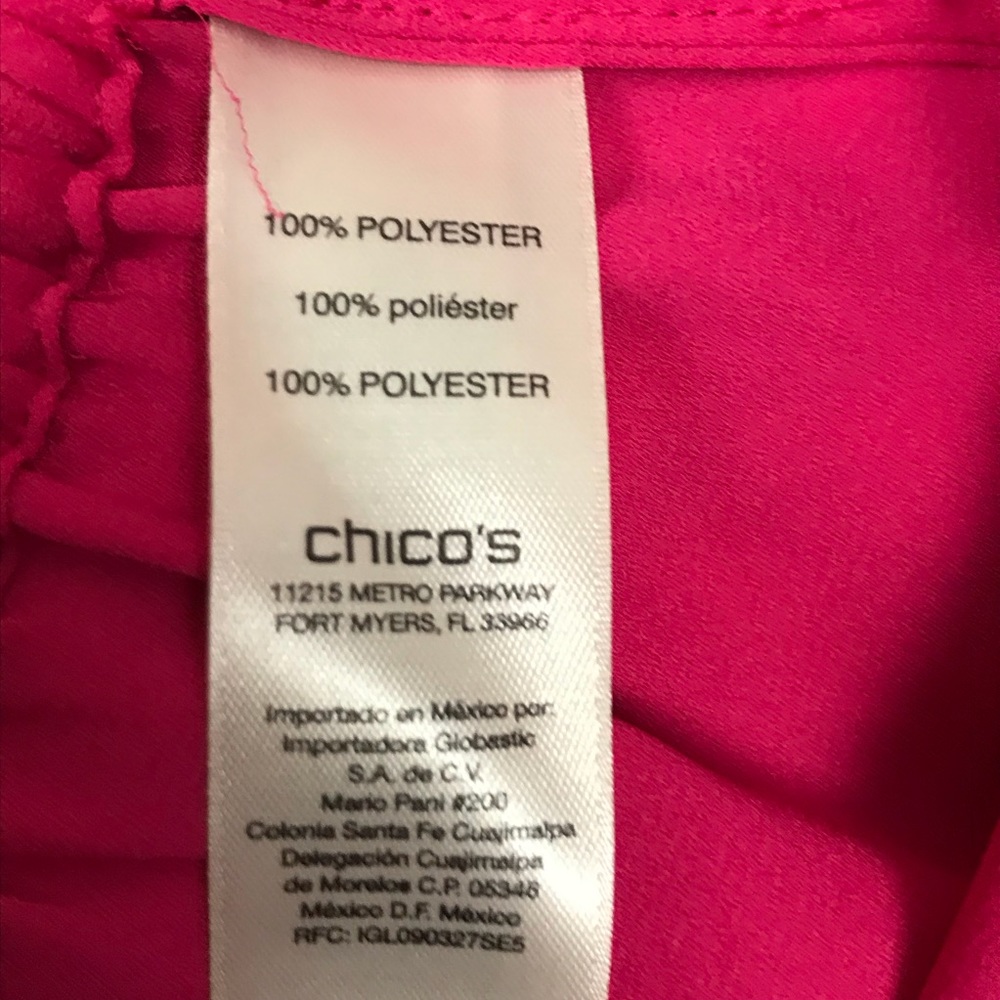 100% POLYESTER
100% poliéster
100% POLYESTER
chico's
11215 METRO PARKWAY
FORT MYERS, FL 33966
Importado en México por:
Importadora Globastic
S.A. de C.V.
Mario Pani #200
Colonia Santa Fe Cuajimalpa
Delegación Cuajimalpa
de Morelos C.P. 05348
México D.F. México
RFC: IGL090327SE5